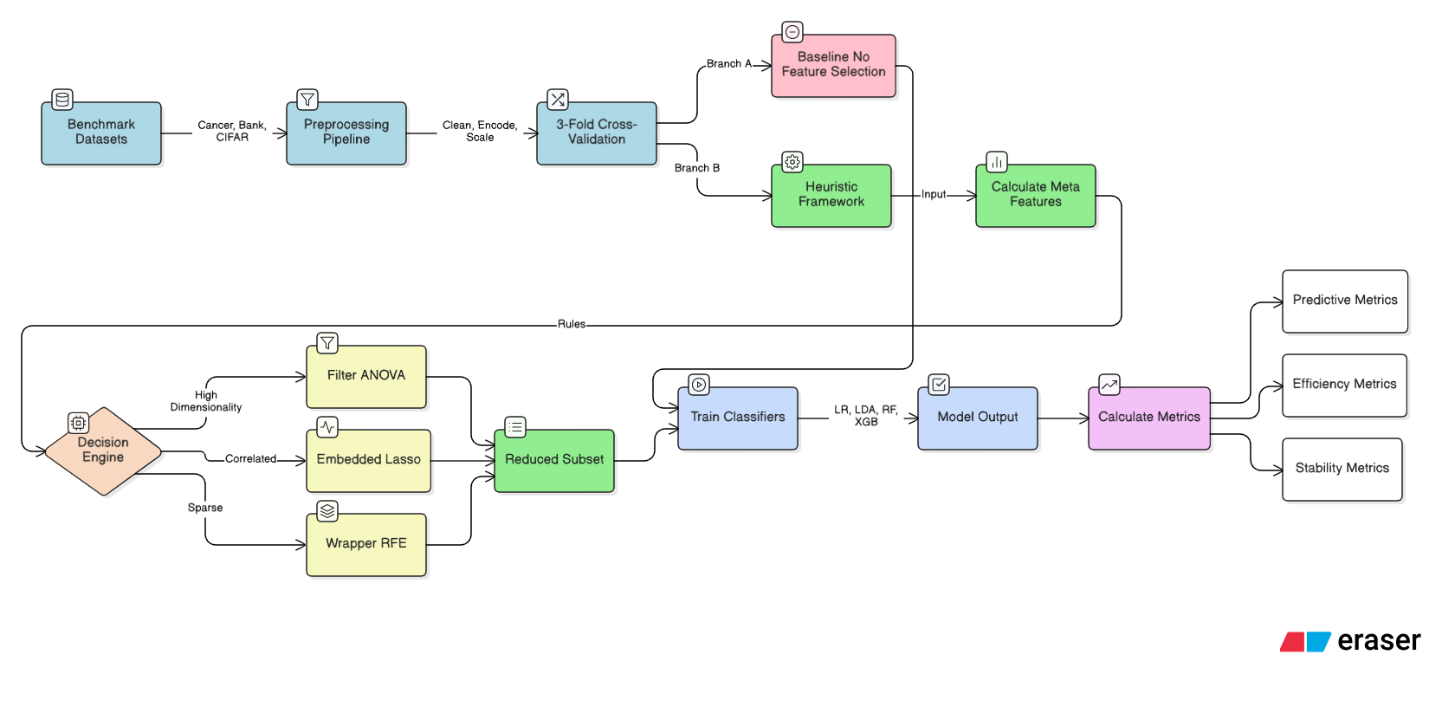 Benchmark
Datasets
Cancer, Bank,
CIFAR
Preprocessing
Pipeline
Clean, Encode,
Scale
3-Fold Cross-
Validation
Branch A
Baseline No
Feature Selection
Branch B
Heuristic
Framework
Input
Calculate Meta
Features
Rules
Decision
Engine
High
Dimensionality
Filter ANOVA
Correlated
Embedded Lasso
Sparse
Wrapper RFE
Reduced Subset
Train Classifiers
LR, LDA, RF,
XGB
Model Output
Calculate Metrics
Predictive Metrics
Efficiency Metrics
Stability Metrics
eraser